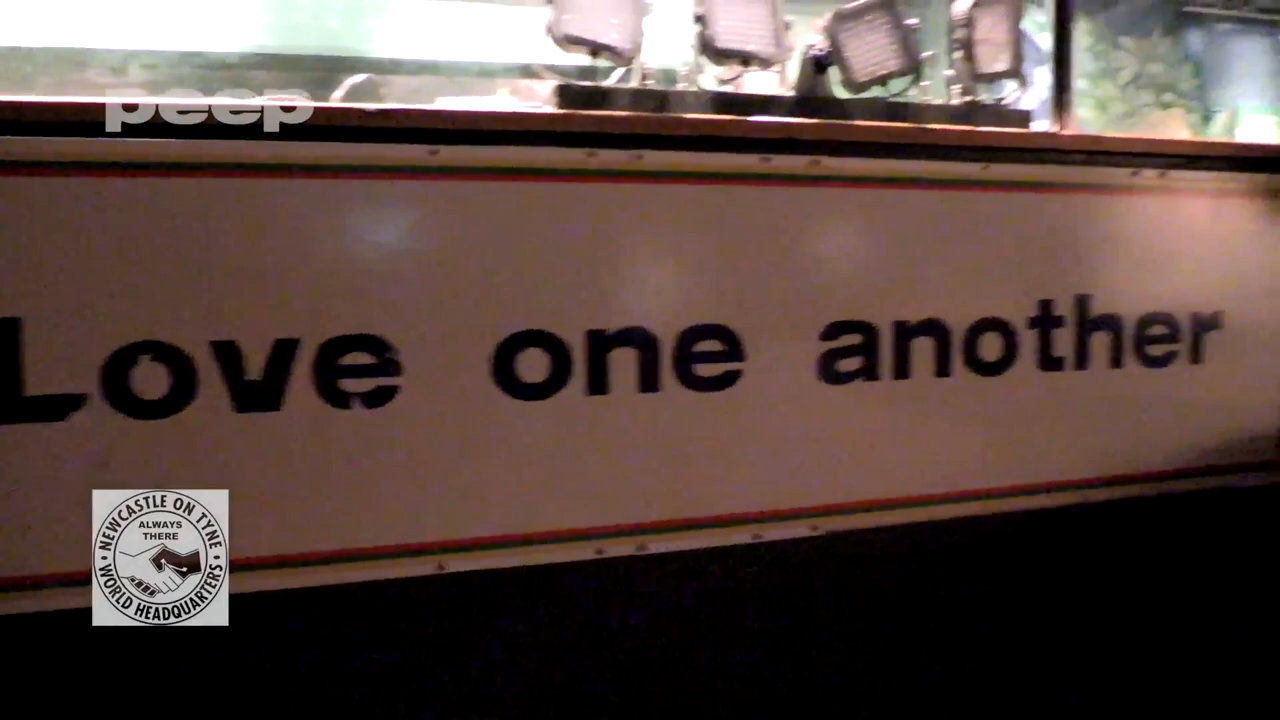 peep
Love one another
NEWCASTLE ON TYNE
ALWAYS
THERE
WORLD HEADQUARTERS